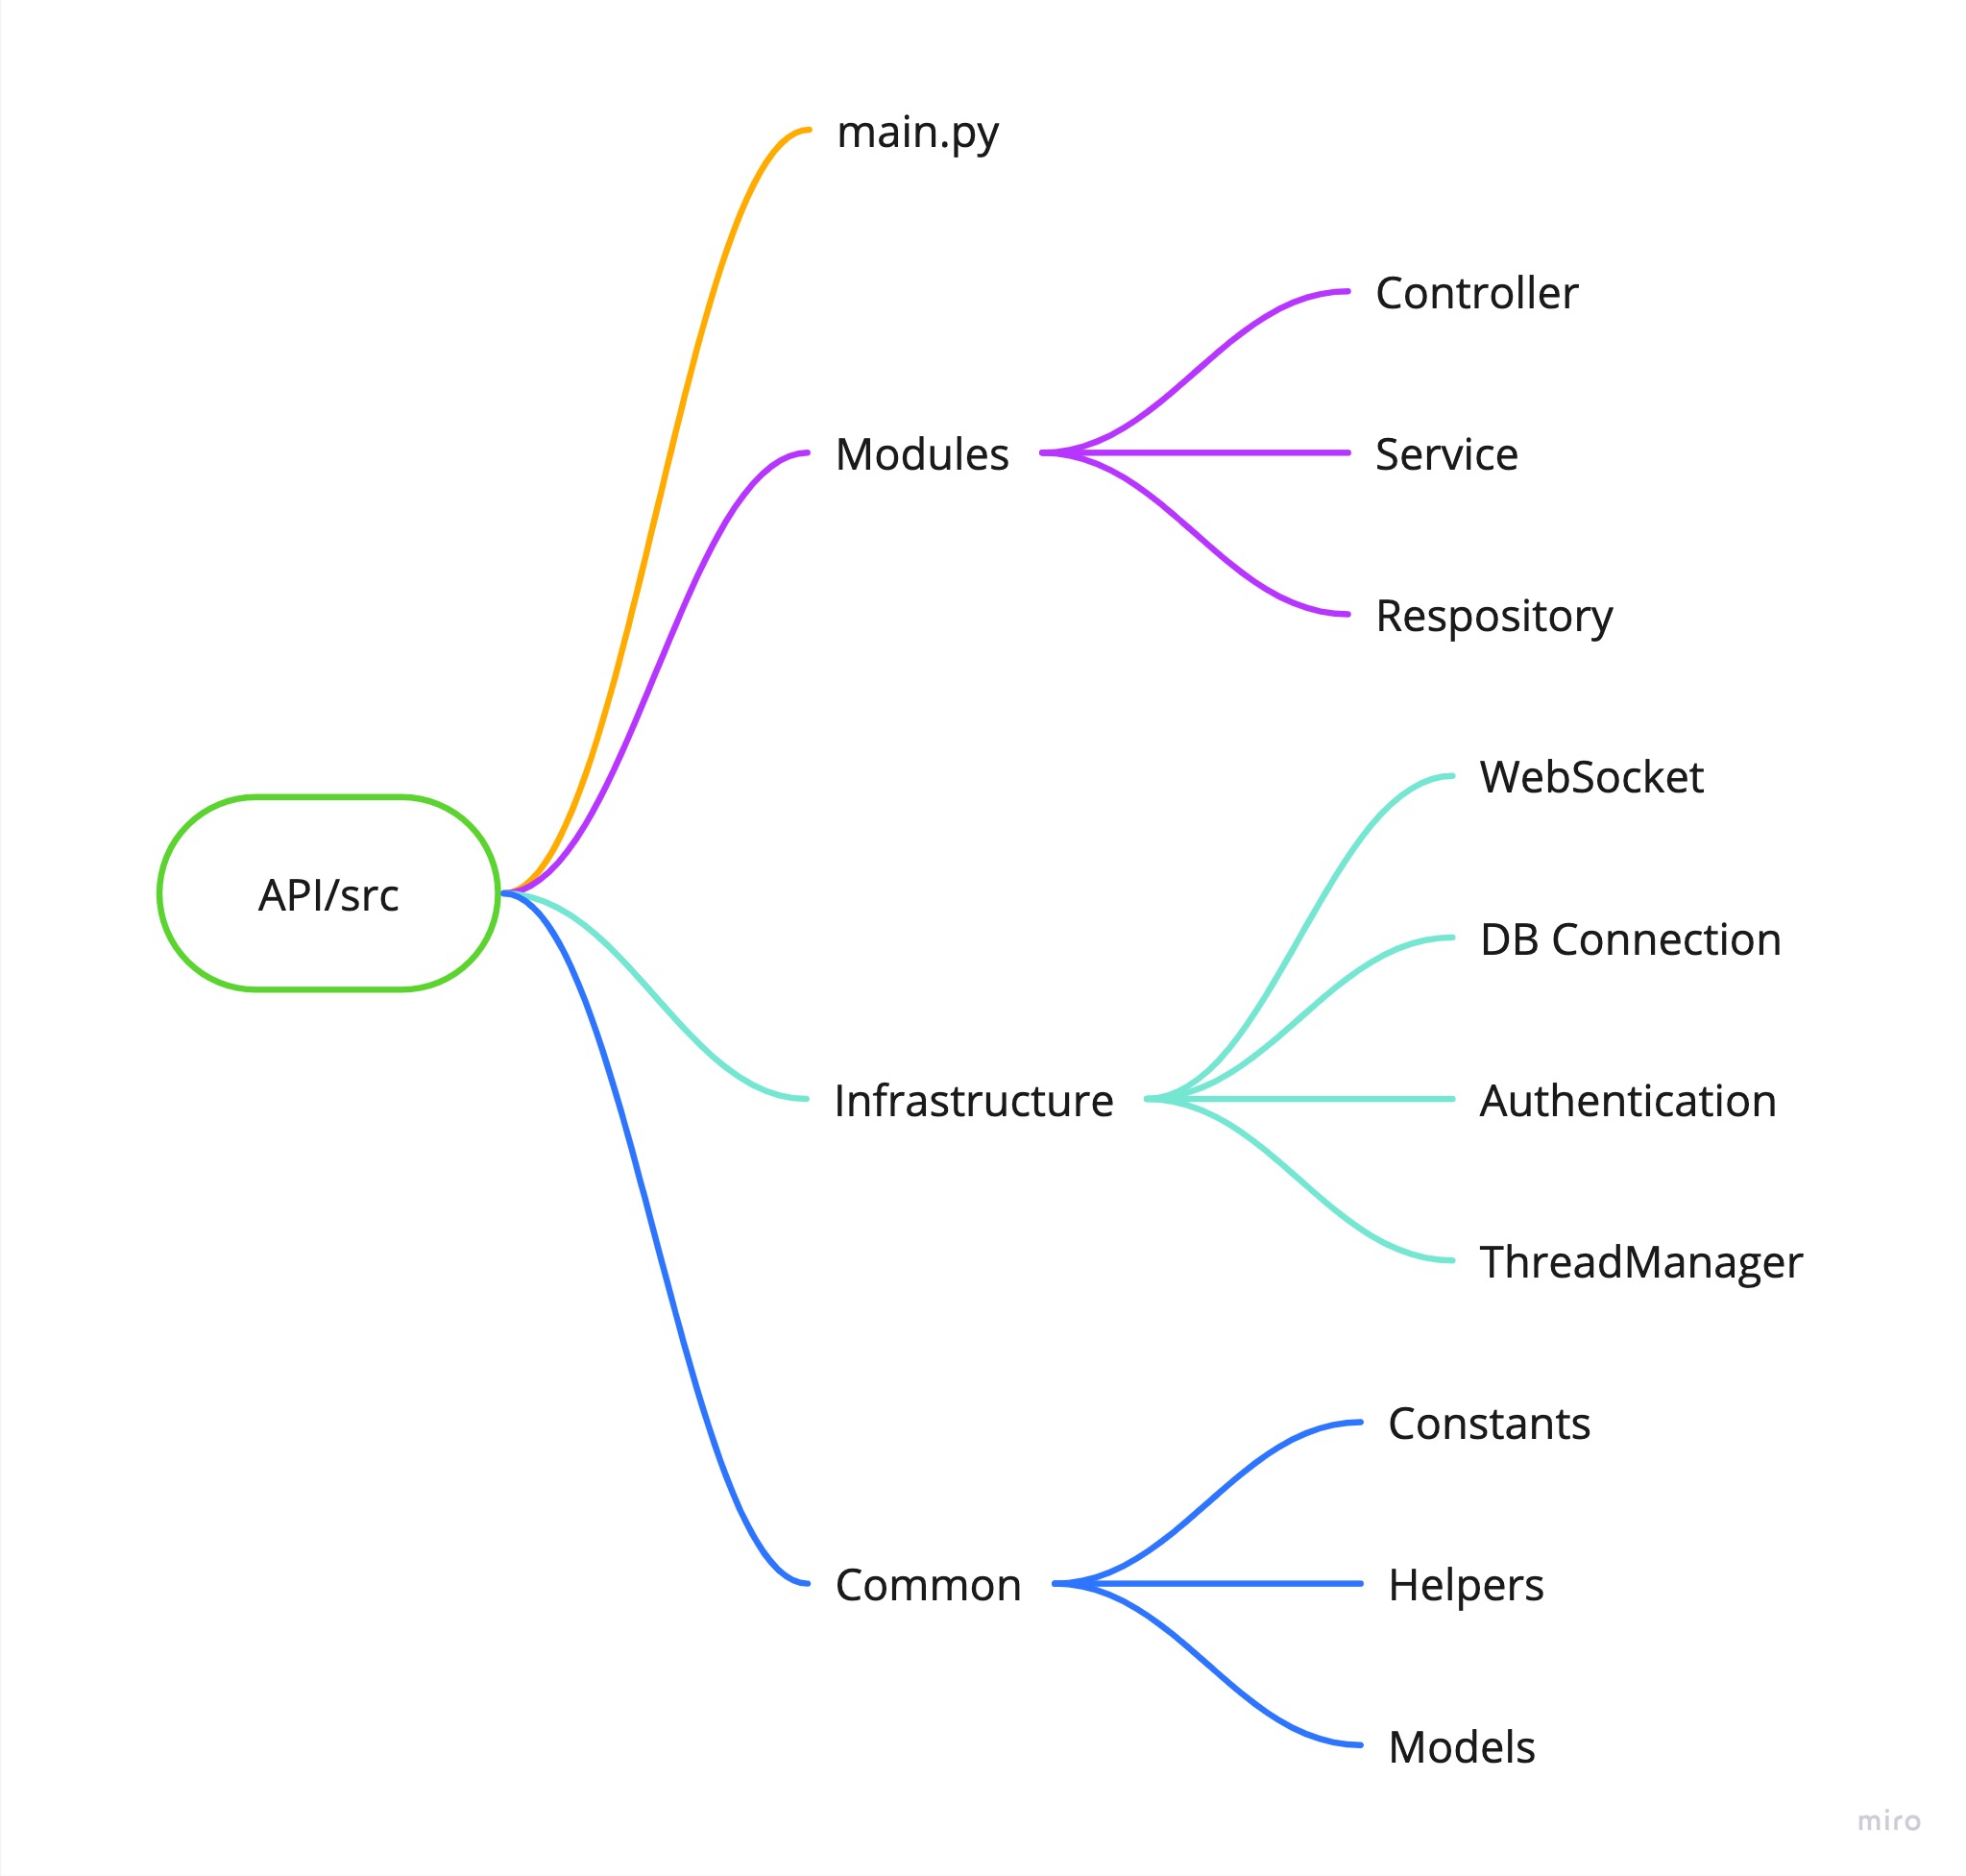 main.py
Controller
Modules
Service
Respository
WebSocket
API/src
DB Connection
Infrastructure
Authentication
ThreadManager
Constants
Common
Helpers
Models
miro